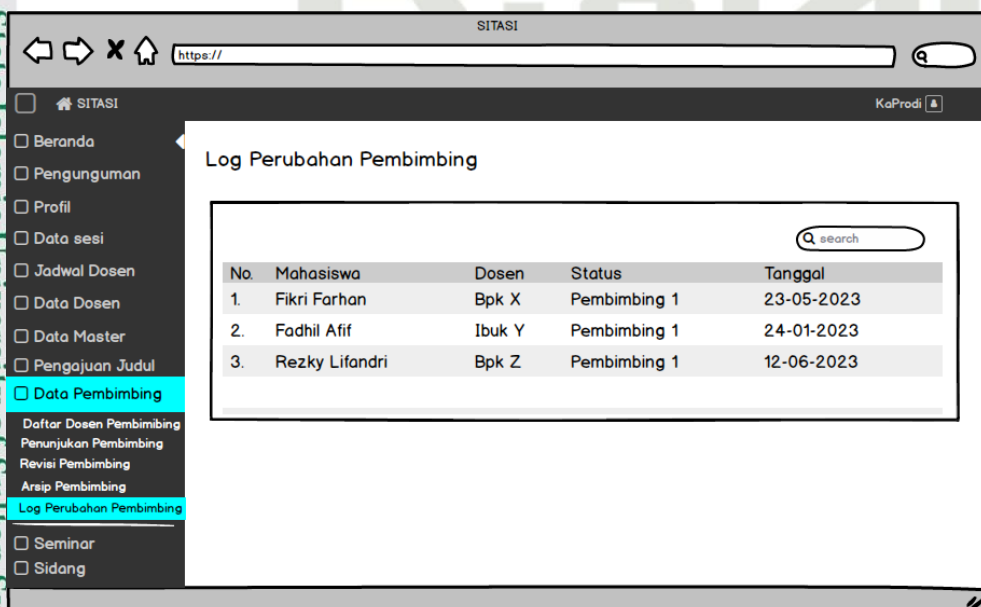 SITASI
https://
SITASI
KaProdi
Beranda
Pengunguman
Profil
Data sesi
Jadwal Dosen
Data Dosen
Data Master
Pengajuan Judul
Data Pembimbing
Daftar Dosen Pembimibing
Penunjukan Pembimbing
Revisi Pembimbing
Arsip Pembimbing
Log Perubahan Pembimbing
Seminar
Sidang
Log Perubahan Pembimbing
search
No. Mahasiswa Dosen Status Tanggal
1. Fikri Farhan Bpk X Pembimbing 1 23-05-2023
2. Fadhil Afif Ibuk Y Pembimbing 1 24-01-2023
3. Rezky Lifandri Bpk Z Pembimbing 1 12-06-2023